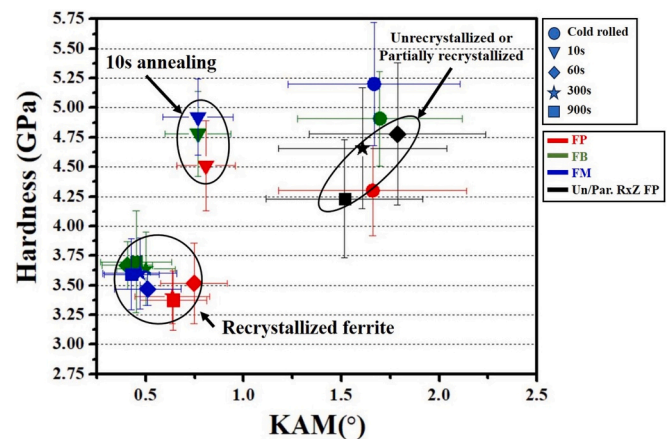 5.75
5.50
5.25
5.00
4.75
4.50
4.25
4.00
3.75
3.50
3.25
3.00
2.75
Hardness (GPa)
0.5
1.0
1.5
2.0
2.5
KAM(°)
10s annealing
Unrecrystallized or
Partially recrystallized
Recrystallized ferrite
Cold rolled
10s
60s
300s
900s
FP
FB
FM
Un/Par. RxZ FP